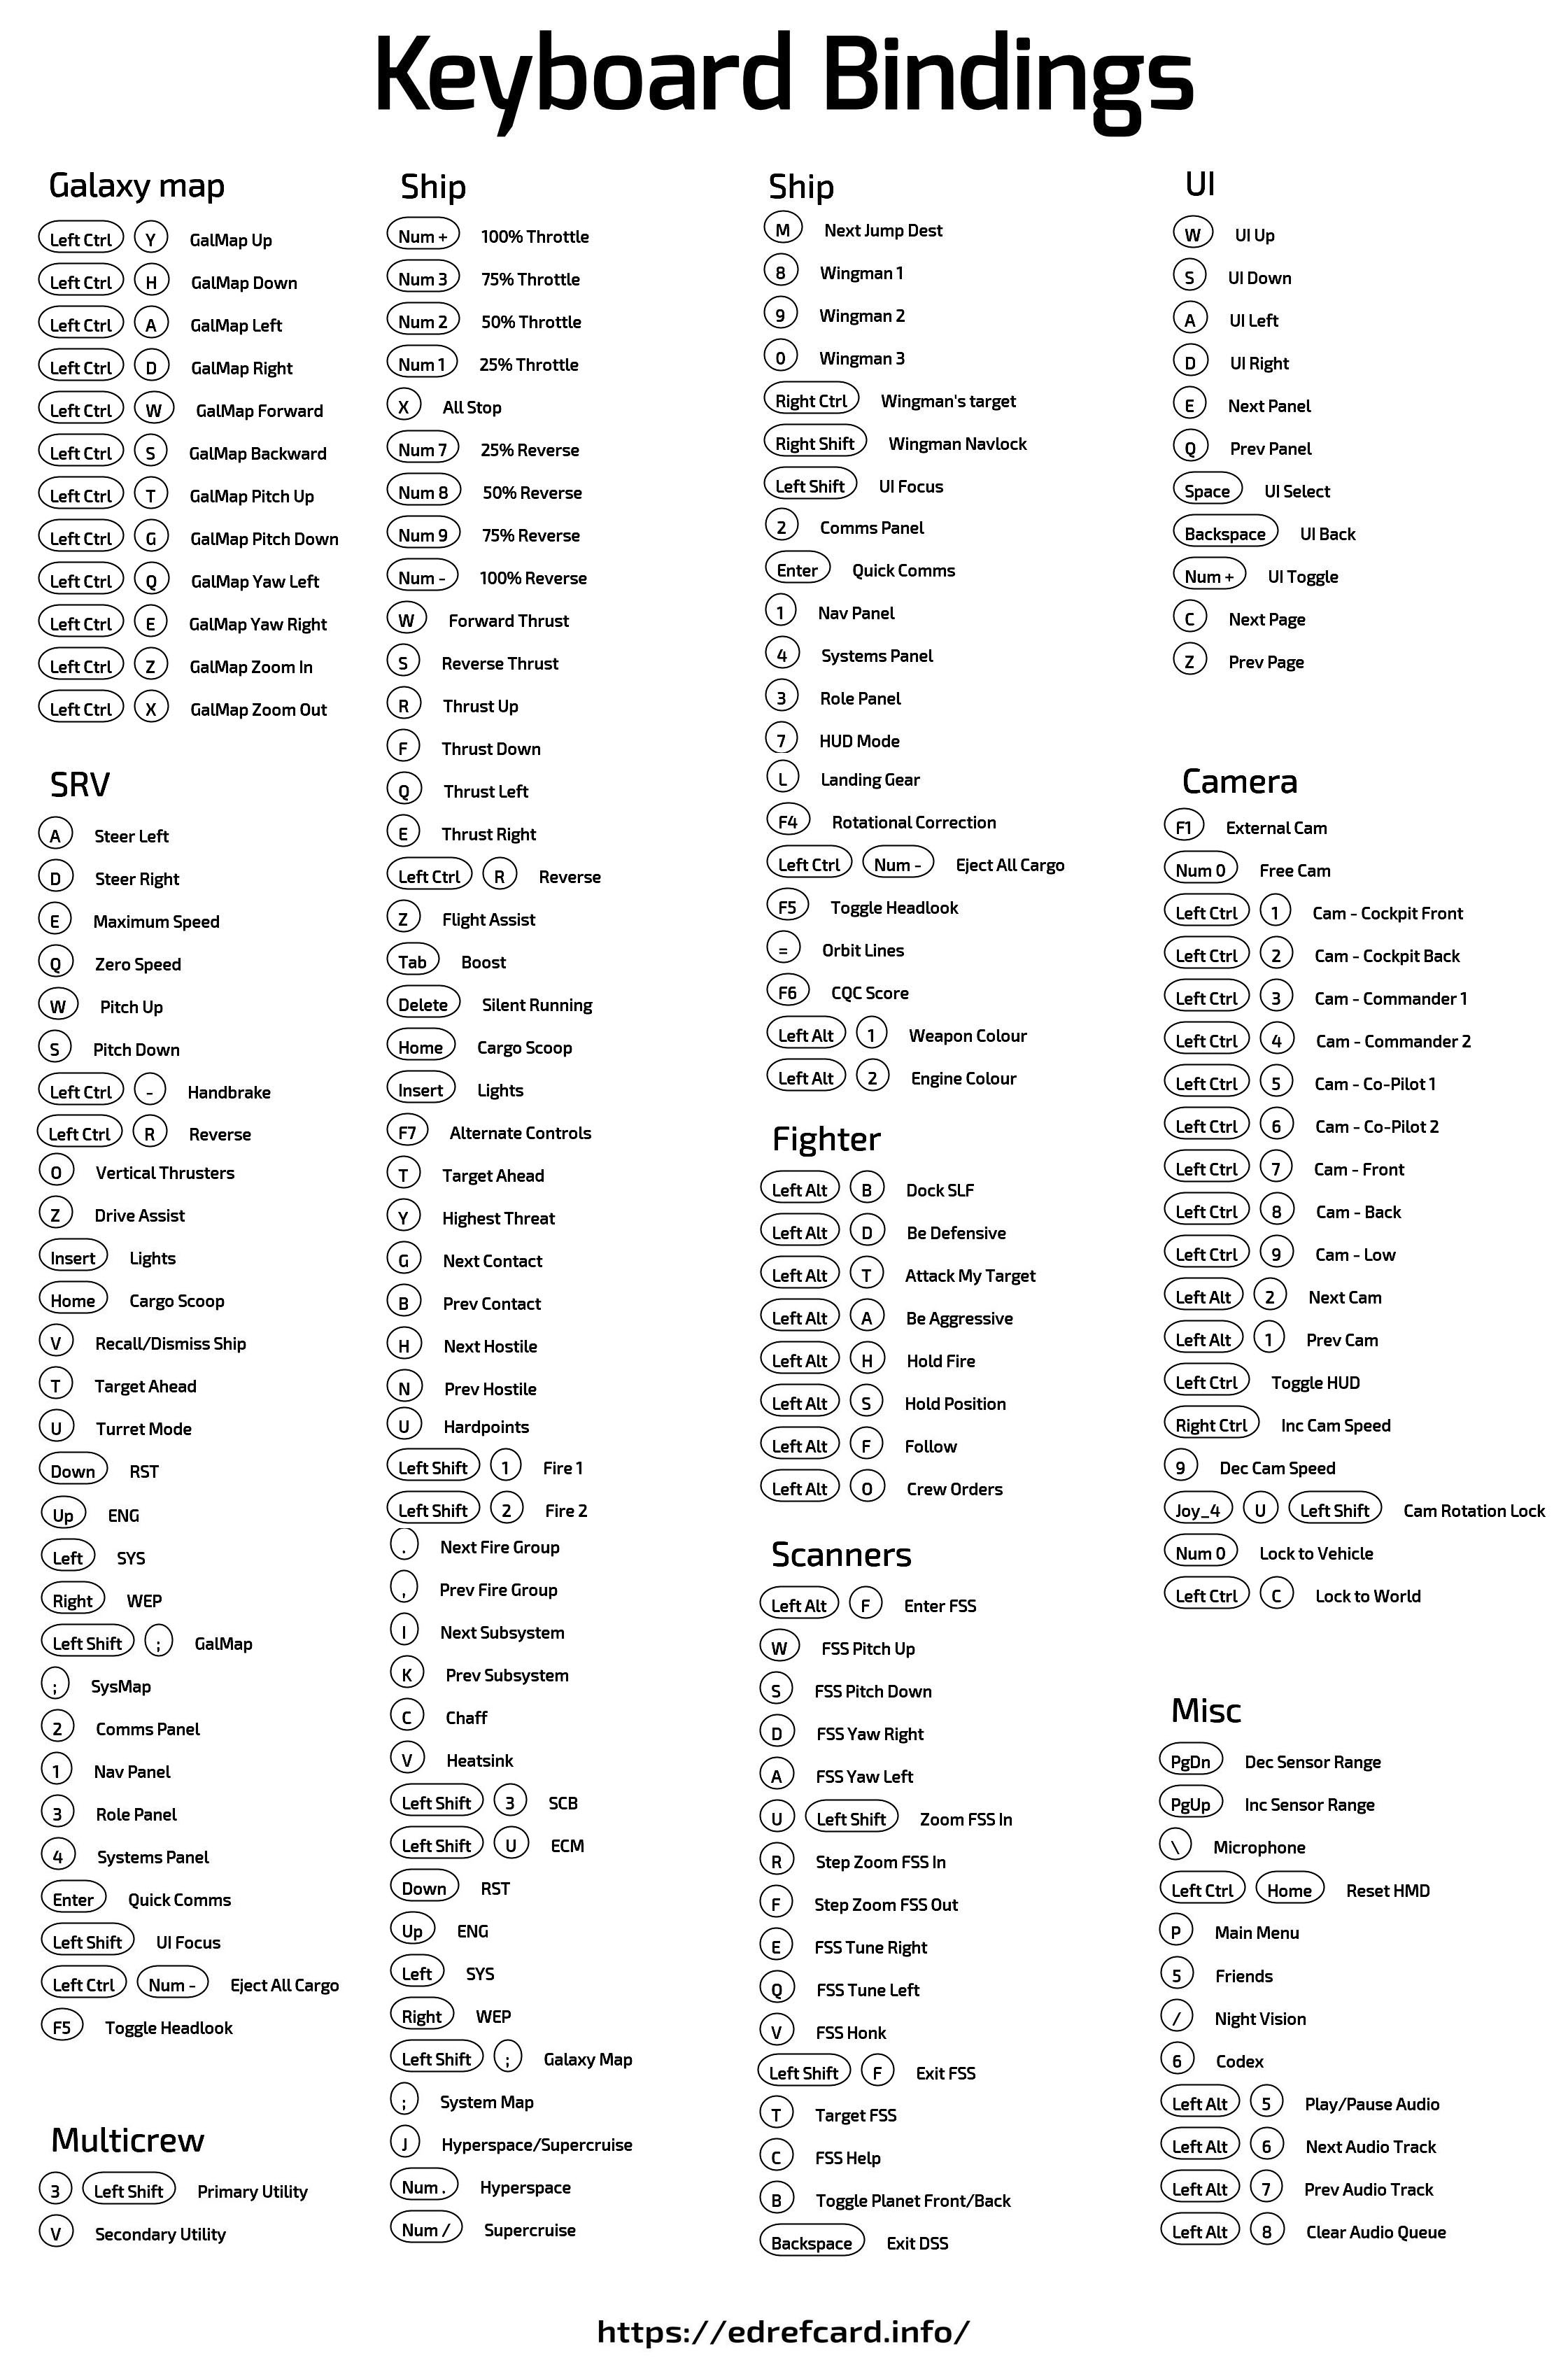 Keyboard Bindings
Galaxy map
Left Ctrl Y GalMap Up
Left Ctrl H GalMap Down
Left Ctrl A GalMap Left
Left Ctrl D GalMap Right
Left Ctrl W GalMap Forward
Left Ctrl S GalMap Backward
Left Ctrl T GalMap Pitch Up
Left Ctrl G GalMap Pitch Down
Left Ctrl Q GalMap Yaw Left
Left Ctrl E GalMap Yaw Right
Left Ctrl Z GalMap Zoom In
Left Ctrl X GalMap Zoom Out
SRV
A Steer Left
D Steer Right
E Maximum Speed
Q Zero Speed
W Pitch Up
S Pitch Down
Left Ctrl - Handbrake
Left Ctrl R Reverse
O Vertical Thrusters
Z Drive Assist
Insert Lights
Home Cargo Scoop
V Recall/Dismiss Ship
T Target Ahead
U Turret Mode
Down RST
Up ENG
Left SYS
Right WEP
Left Shift ; GalMap
; SysMap
2 Comms Panel
1 Nav Panel
3 Role Panel
4 Systems Panel
Enter Quick Comms
Left Shift UI Focus
Left Ctrl Num - Eject All Cargo
F5 Toggle Headlook
Multicrew
3 Left Shift Primary Utility
V Secondary Utility
Ship
Num + 100% Throttle
Num 3 75% Throttle
Num 2 50% Throttle
Num 1 25% Throttle
X All Stop
Num 7 25% Reverse
Num 8 50% Reverse
Num 9 75% Reverse
Num - 100% Reverse
W Forward Thrust
S Reverse Thrust
R Thrust Up
F Thrust Down
Q Thrust Left
E Thrust Right
Left Ctrl R Reverse
Z Flight Assist
Tab Boost
Delete Silent Running
Home Cargo Scoop
Insert Lights
F7 Alternate Controls
T Target Ahead
Y Highest Threat
G Next Contact
B Prev Contact
H Next Hostile
N Prev Hostile
U Hardpoints
Left Shift 1 Fire 1
Left Shift 2 Fire 2
. Next Fire Group
, Prev Fire Group
I Next Subsystem
K Prev Subsystem
C Chaff
V Heatsink
Left Shift 3 SCB
Left Shift U ECM
Down RST
Up ENG
Left SYS
Right WEP
Left Shift ; Galaxy Map
; System Map
J Hyperspace/Supercruise
Num . Hyperspace
Num / Supercruise
Ship
M Next Jump Dest
8 Wingman 1
9 Wingman 2
0 Wingman 3
Right Ctrl Wingman's target
Right Shift Wingman Navlock
Left Shift UI Focus
2 Comms Panel
Enter Quick Comms
1 Nav Panel
4 Systems Panel
3 Role Panel
7 HUD Mode
L Landing Gear
F4 Rotational Correction
Left Ctrl Num - Eject All Cargo
F5 Toggle Headlook
= Orbit Lines
F6 CQC Score
Left Alt 1 Weapon Colour
Left Alt 2 Engine Colour
Fighter
Left Alt B Dock SLF
Left Alt D Be Defensive
Left Alt T Attack My Target
Left Alt A Be Aggressive
Left Alt H Hold Fire
Left Alt S Hold Position
Left Alt F Follow
Left Alt O Crew Orders
Scanners
Left Alt F Enter FSS
W FSS Pitch Up
S FSS Pitch Down
D FSS Yaw Right
A FSS Yaw Left
U Left Shift Zoom FSS In
R Step Zoom FSS In
F Step Zoom FSS Out
E FSS Tune Right
Q FSS Tune Left
V FSS Honk
Left Shift F Exit FSS
T Target FSS
C FSS Help
B Toggle Planet Front/Back
Backspace Exit DSS
UI
W UI Up
S UI Down
A UI Left
D UI Right
E Next Panel
Q Prev Panel
Space UI Select
Backspace UI Back
Num + UI Toggle
C Next Page
Z Prev Page
Camera
F1 External Cam
Num 0 Free Cam
Left Ctrl 1 Cam - Cockpit Front
Left Ctrl 2 Cam - Cockpit Back
Left Ctrl 3 Cam - Commander 1
Left Ctrl 4 Cam - Commander 2
Left Ctrl 5 Cam - Co-Pilot 1
Left Ctrl 6 Cam - Co-Pilot 2
Left Ctrl 7 Cam - Front
Left Ctrl 8 Cam - Back
Left Ctrl 9 Cam - Low
Left Alt 2 Next Cam
Left Alt 1 Prev Cam
Left Ctrl Toggle HUD
Right Ctrl Inc Cam Speed
9 Dec Cam Speed
Joy_4 U Left Shift Cam Rotation Lock
Num 0 Lock to Vehicle
Left Ctrl C Lock to World
Misc
PgDn Dec Sensor Range
PgUp Inc Sensor Range
\ Microphone
Left Ctrl Home Reset HMD
P Main Menu
5 Friends
/ Night Vision
6 Codex
Left Alt 5 Play/Pause Audio
Left Alt 6 Next Audio Track
Left Alt 7 Prev Audio Track
Left Alt 8 Clear Audio Queue
https://edrefcard.info/